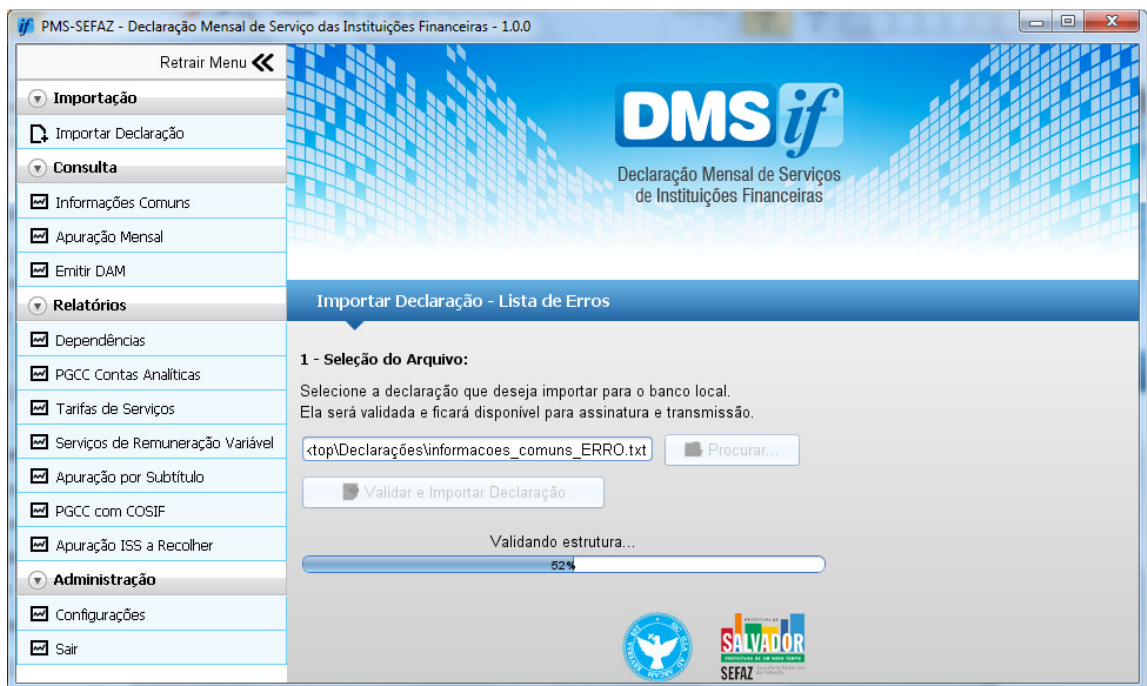 if PMS-SEFAZ - Declaração Mensal de Serviço das Instituições Financeiras - 1.0.0
Retrair Menu
Importação
Importar Declaração
Consulta
Informações Comuns
Apuração Mensal
Emitir DAM
Relatórios
Dependências
PGCC Contas Analíticas
Tarifas de Serviços
Serviços de Remuneração Variável
Apuração por Subtítulo
PGCC com COSIF
Apuração ISS a Recolher
Administração
Configurações
Sair
DMS if
Declaração Mensal de Serviços
de Instituições Financeiras
Importar Declaração - Lista de Erros
1 - Seleção do Arquivo:
Selecione a declaração que deseja importar para o banco local.
Ela será validada e ficará disponível para assinatura e transmissão.
top\Declarações\informacoes_comuns_ERRO.txt
Procurar...
Validar e Importar Declaração
Validando estrutura...
52%
PREFEITURA DE
SALVADOR
SEFAZ